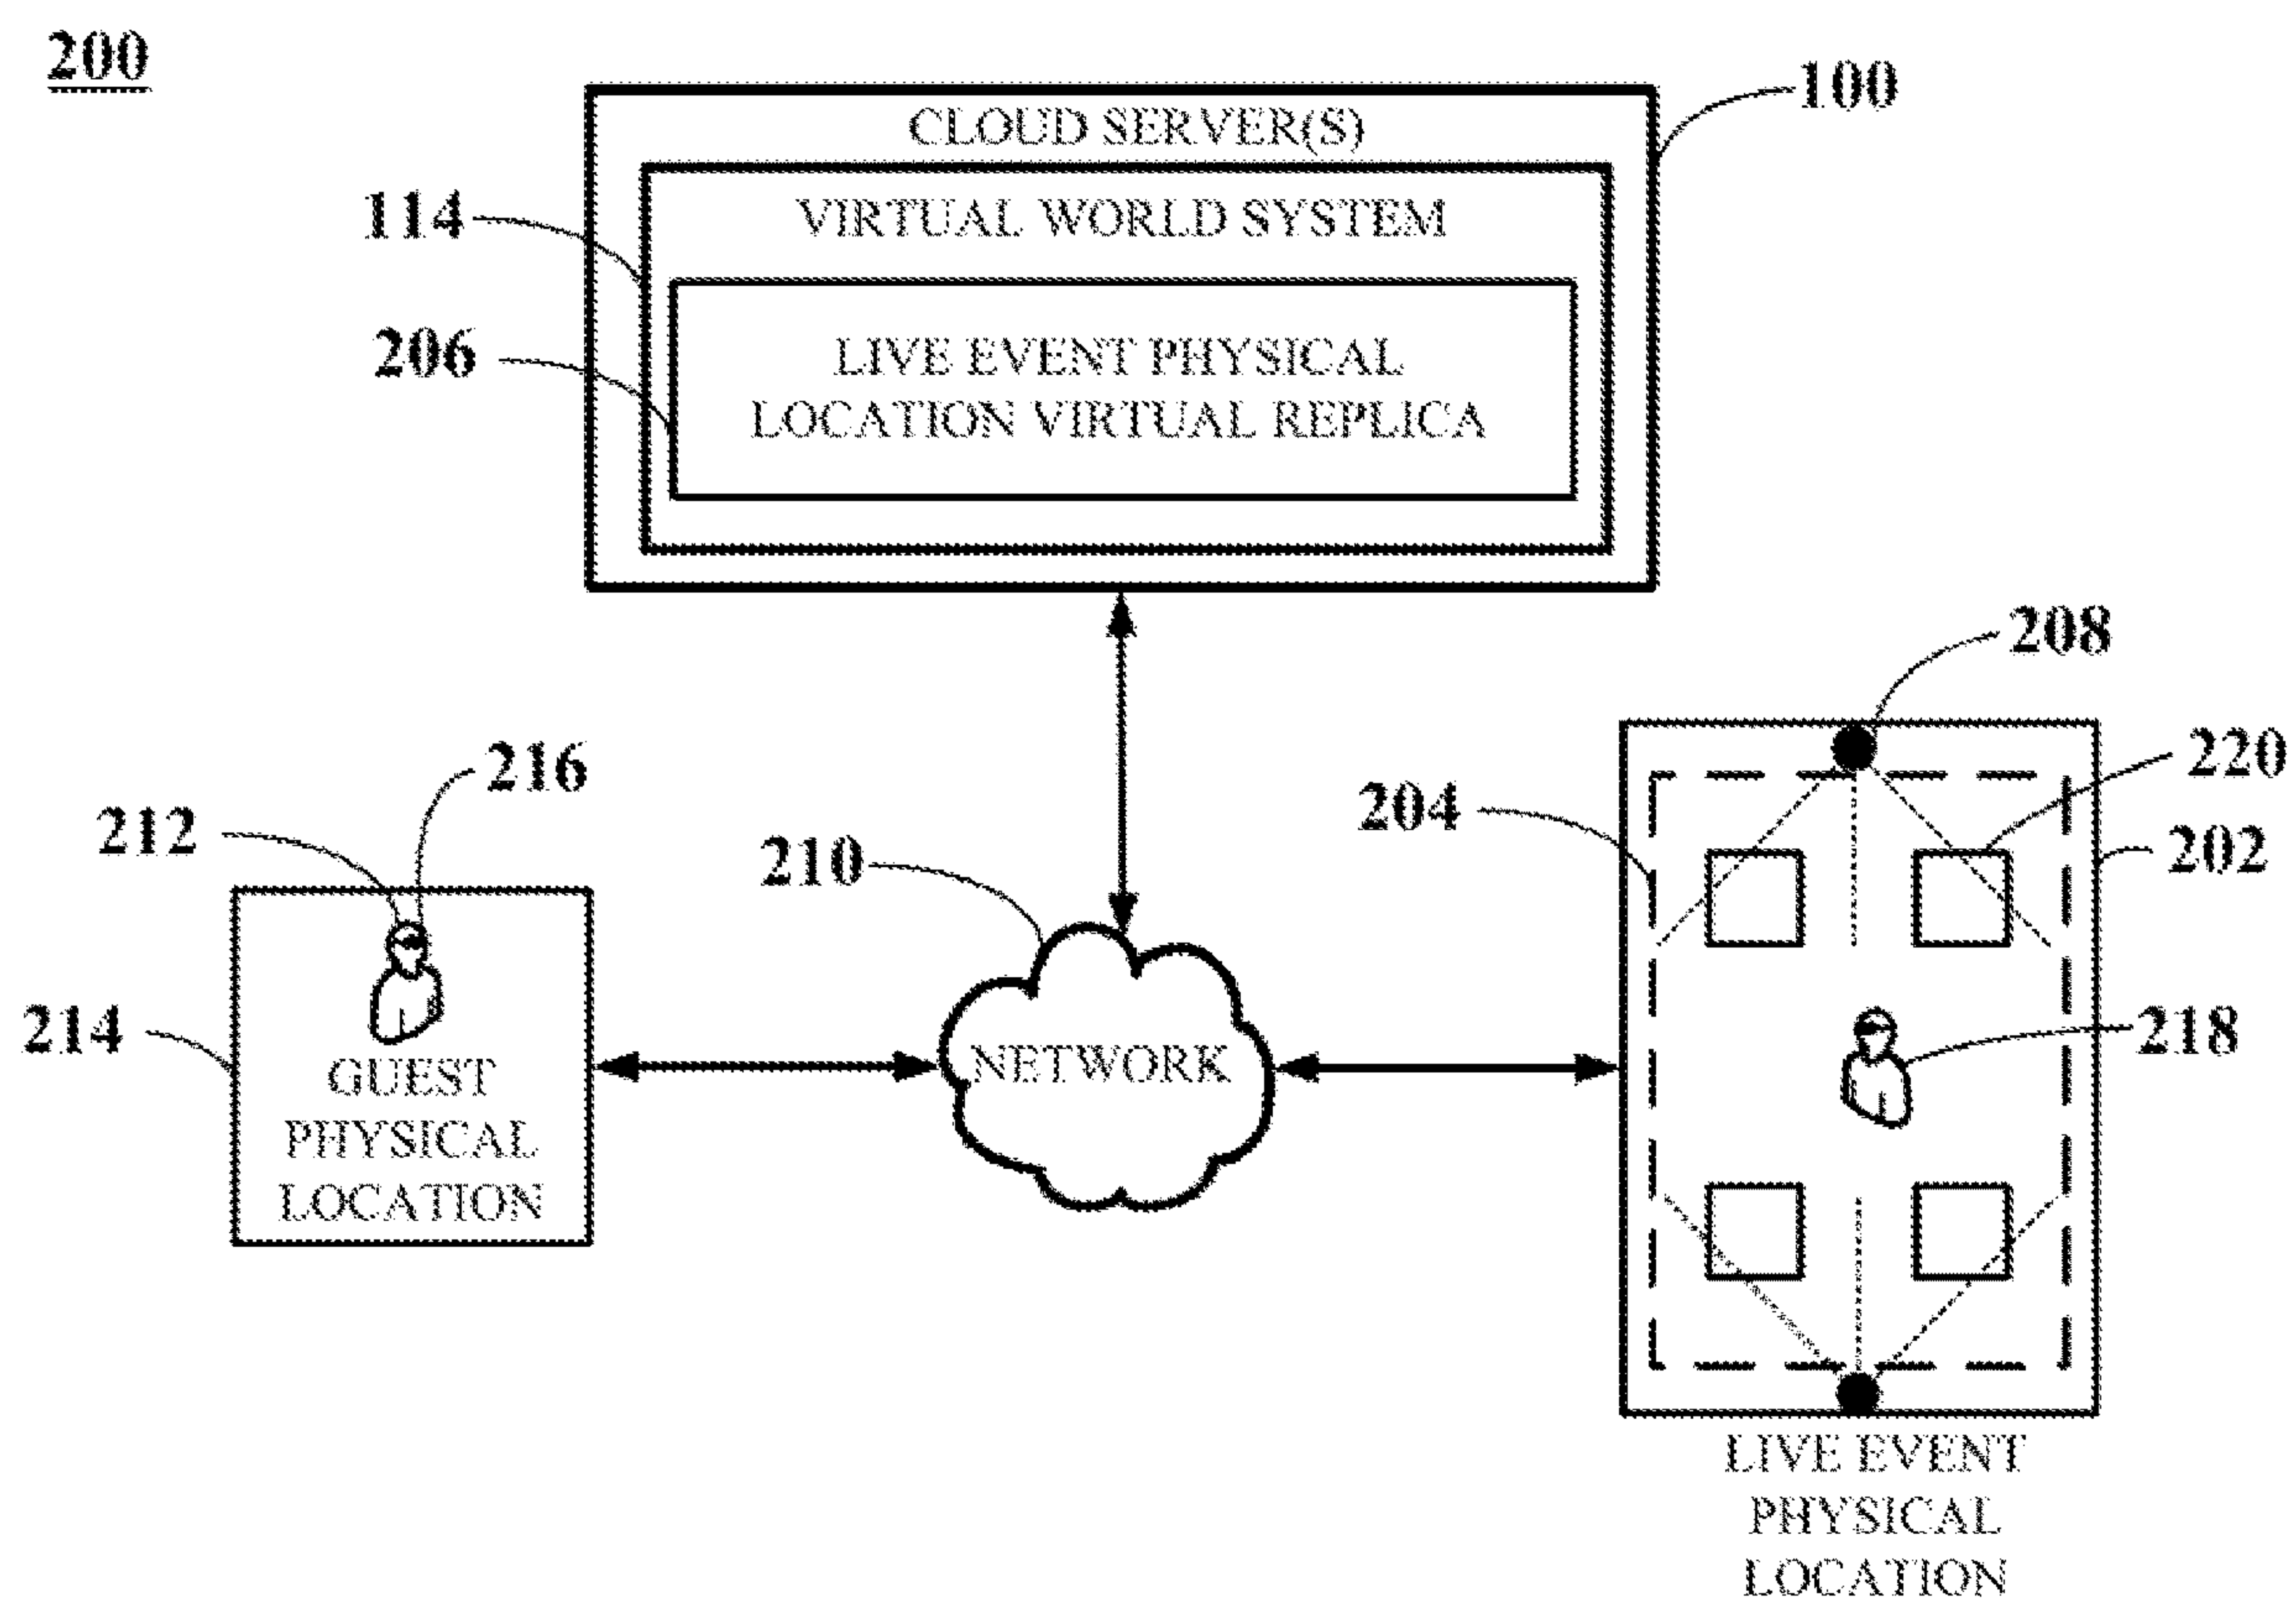 200
100
CLOUD SERVER(S)
114
VIRTUAL WORLD SYSTEM
206
LIVE EVENT PHYSICAL
LOCATION VIRTUAL REPLICA
208
216
220
212
204
210
202
214
218
GUEST
PHYSICAL
LOCATION
NETWORK
LIVE EVENT
PHYSICAL
LOCATION